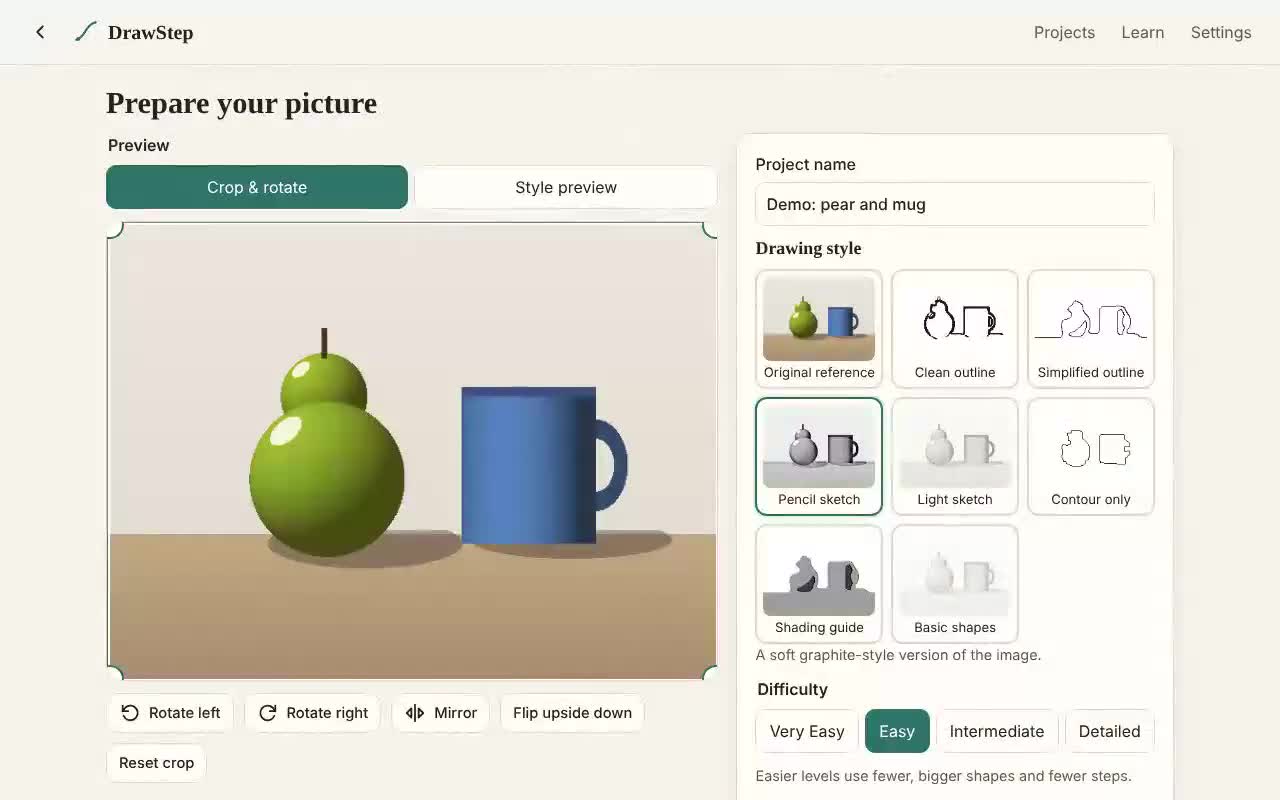 DrawStep
Projects Learn Settings
Prepare your picture
Preview
Crop & rotate
Style preview
Rotate left
Rotate right
Mirror
Flip upside down
Reset crop
Project name
Demo: pear and mug
Drawing style
Original reference
Clean outline
Simplified outline
Pencil sketch
Light sketch
Contour only
Shading guide
Basic shapes
A soft graphite-style version of the image.
Difficulty
Very Easy
Easy
Intermediate
Detailed
Easier levels use fewer, bigger shapes and fewer steps.